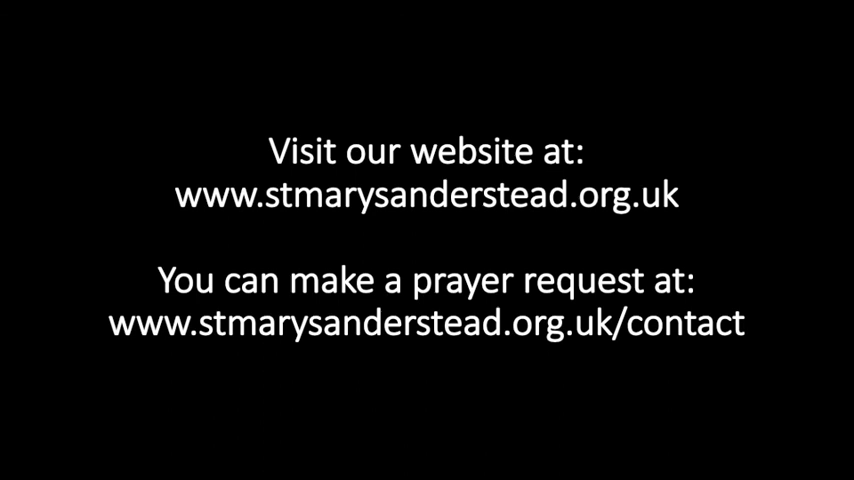 Visit our website at:
www.stmarysanderstead.org.uk
You can make a prayer request at:
www.stmarysanderstead.org.uk/contact